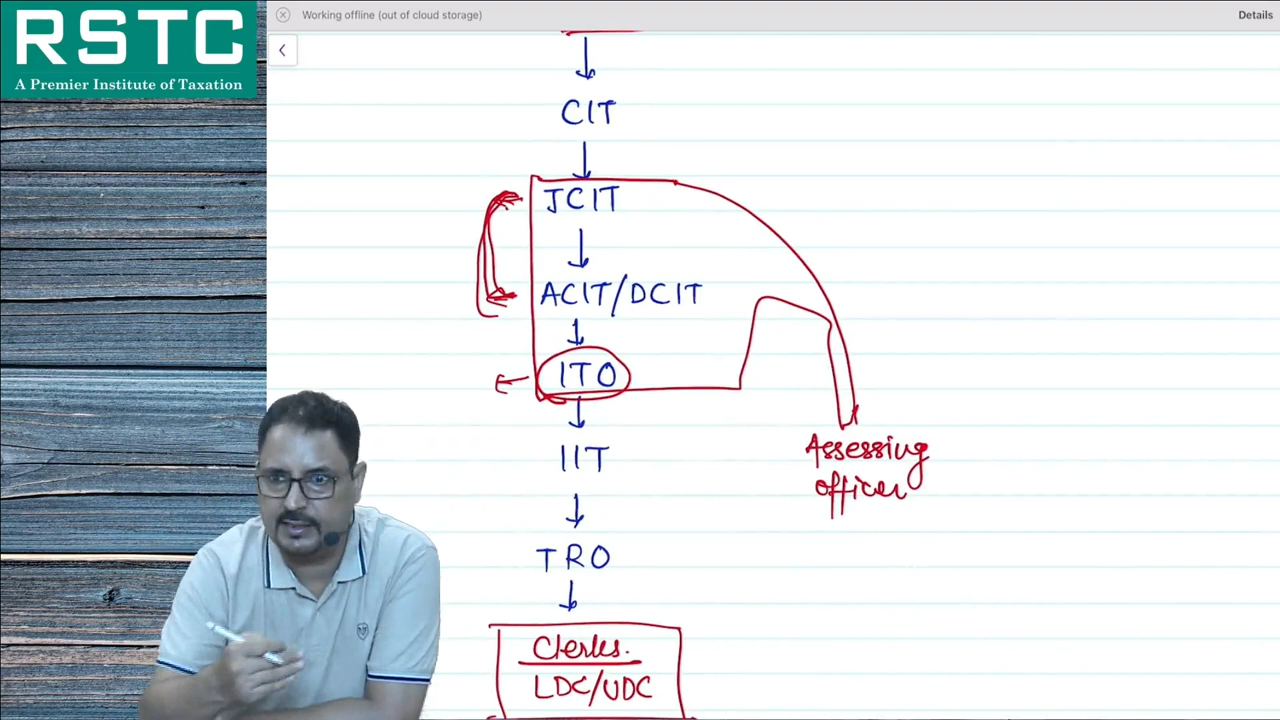 RSTC
A Premier Institute of Taxation
Working offline (out of cloud storage)
Details
CIT
JCIT
ACIT/DCIT
ITO
IIT
TRO
Clerks.
LDC/UDC
Assessing
officer